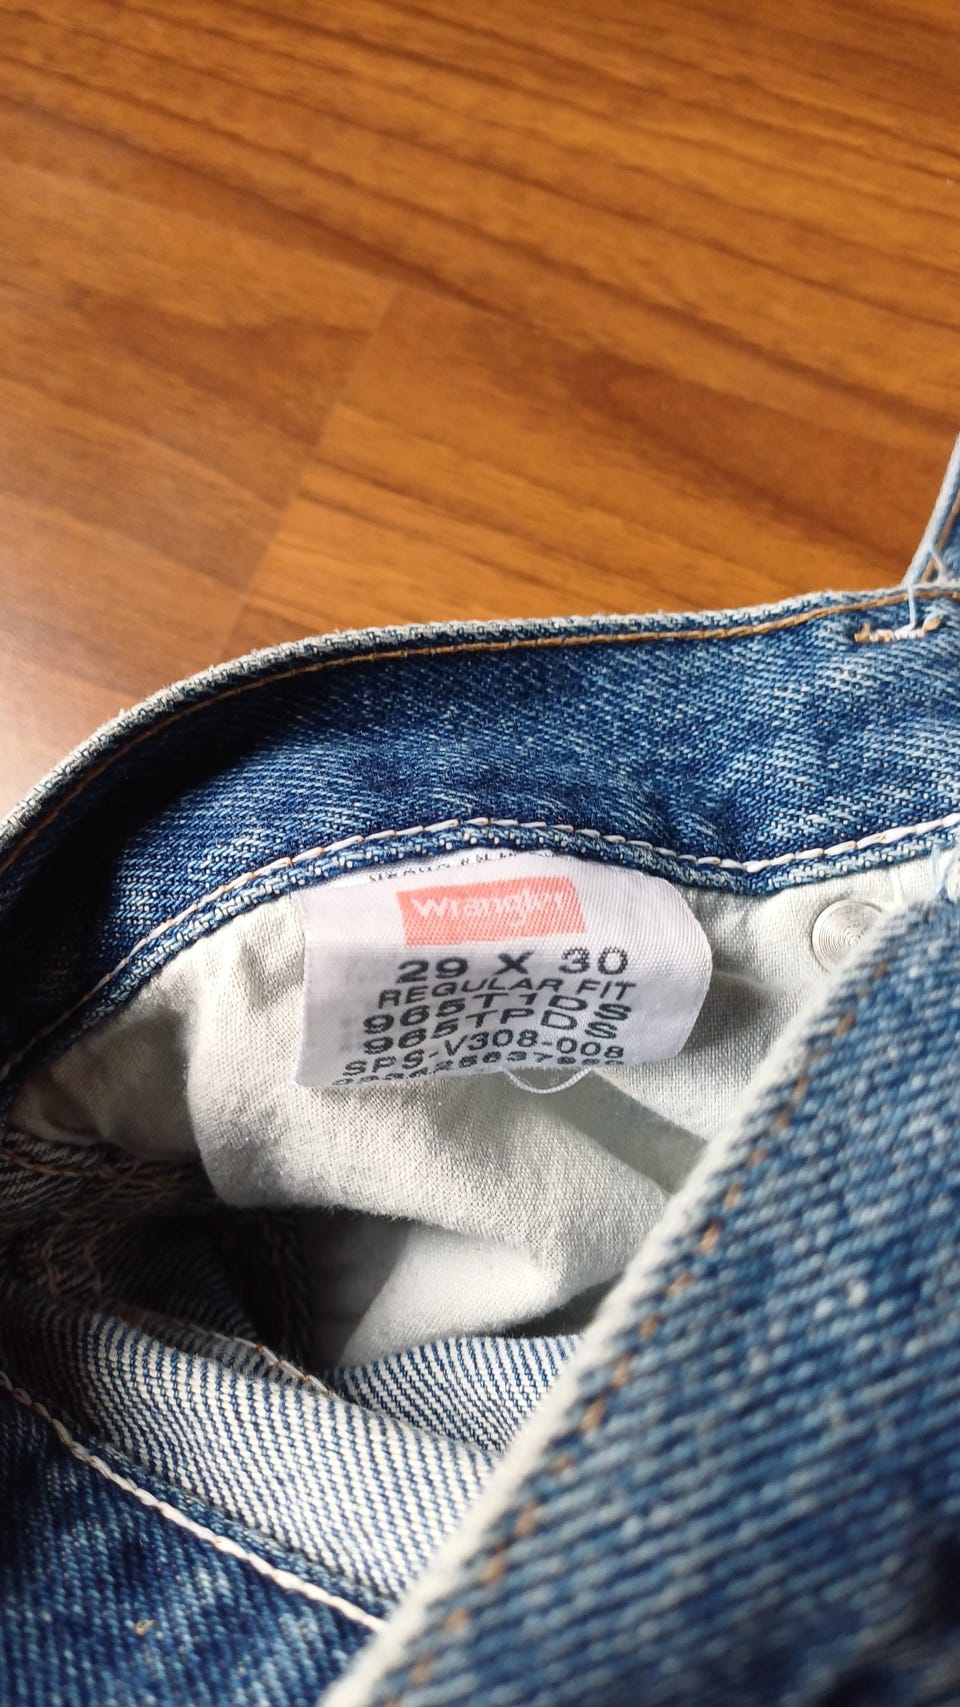 Wrangler
29 X 30
REGULAR FIT
965T1DS
965TPDS
SPS-V308-008